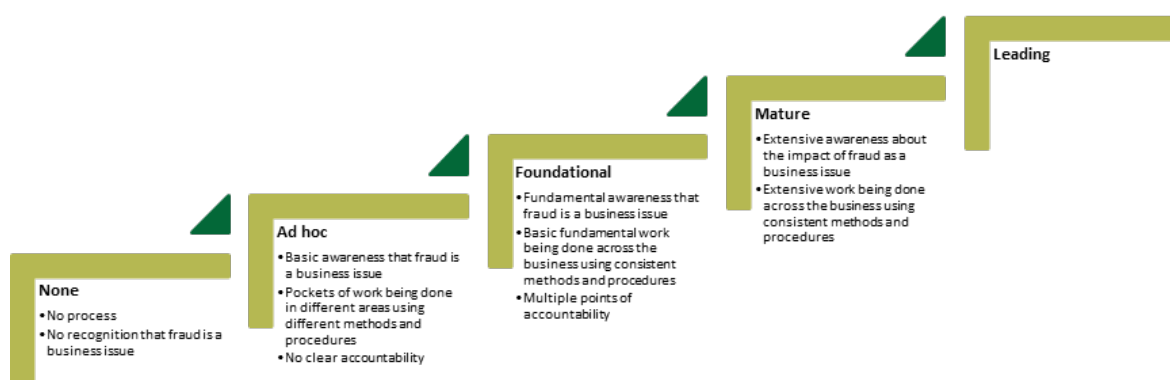 None
• No process
• No recognition that fraud is a
business issue
Ad hoc
• Basic awareness that fraud is
a business issue
• Pockets of work being done
in different areas using
different methods and
procedures
• No clear accountability
Foundational
• Fundamental awareness that
fraud is a business issue
• Basic fundamental work
being done across the
business using consistent
methods and procedures
• Multiple points of
accountability
Mature
• Extensive awareness about
the impact of fraud as a
business issue
• Extensive work being done
across the business using
consistent methods and
procedures
Leading